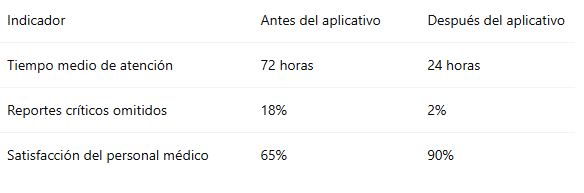 Indicador Antes del aplicativo Después del aplicativo
Tiempo medio de atención 72 horas 24 horas
Reportes críticos omitidos 18% 2%
Satisfacción del personal médico 65% 90%